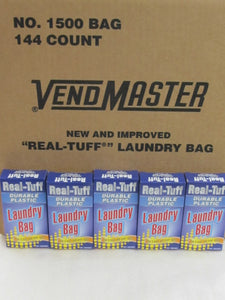 NO. 1500 BAG
144 COUNT
VENDMASTER®
NEW AND IMPROVED
"REAL-TUFF®" LAUNDRY BAG
Real-Tuff
DURABLE
PLASTIC
Laundry
Bag
Real-Tuff
DURABLE
PLASTIC
Laundry
Bag
Real-Tuff
DURABLE
PLASTIC
Laundry
Bag
Real-Tuff
DURABLE
PLASTIC
Laundry
Bag
Real-Tuff
DURABLE
PLASTIC
Laundry
Bag